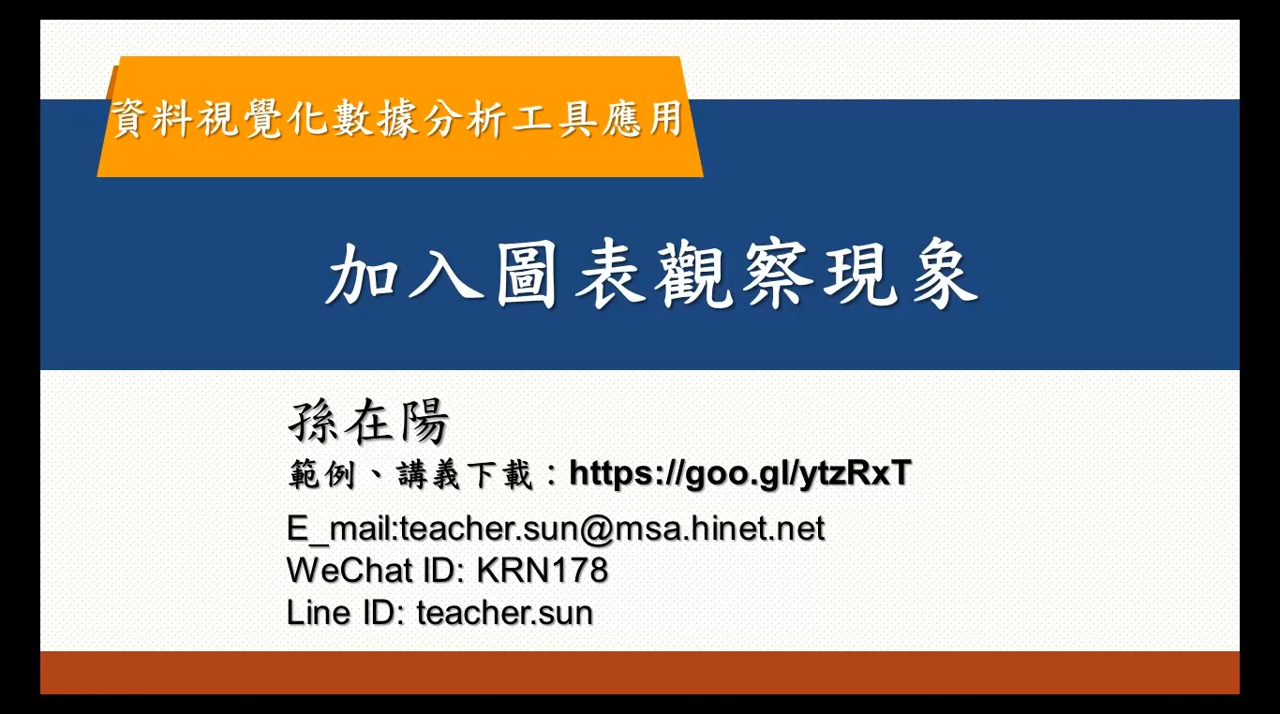 資料視覺化數據分析工具應用
加入圖表觀察現象
孫在陽
範例、講義下載：https://goo.gl/ytzRxT
E_mail:teacher.sun@msa.hinet.net
WeChat ID: KRN178
Line ID: teacher.sun